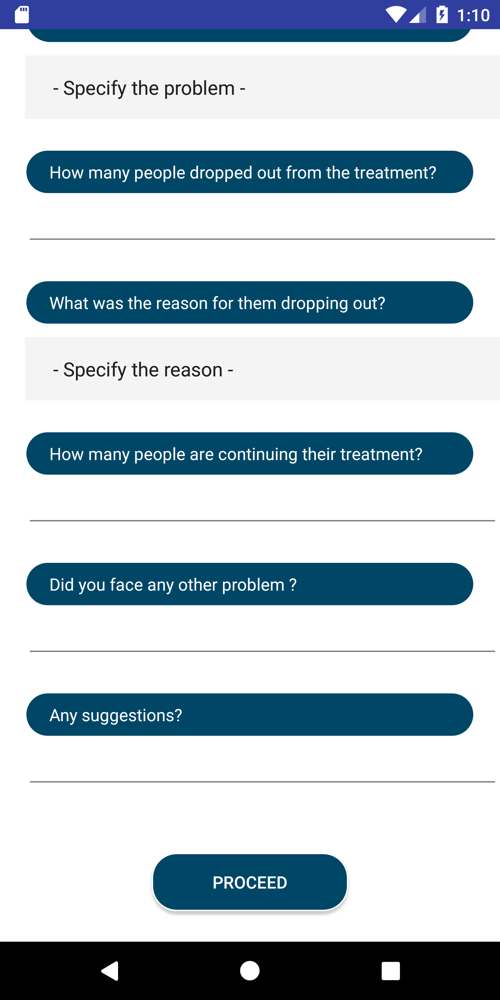 1:10
- Specify the problem -
How many people dropped out from the treatment?
What was the reason for them dropping out?
- Specify the reason -
How many people are continuing their treatment?
Did you face any other problem ?
Any suggestions?
PROCEED